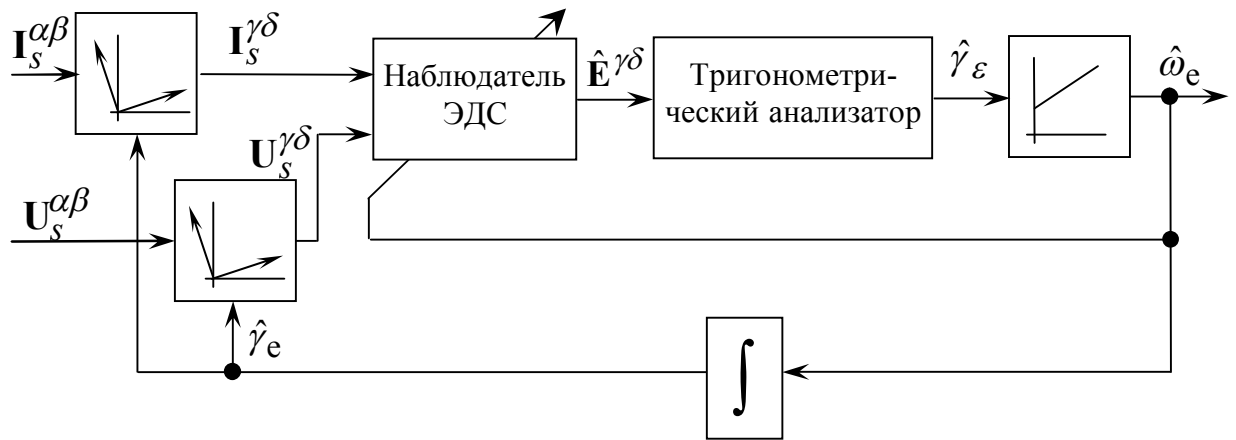 I_s^{αβ}
I_s^{γδ}
Наблюдатель
ЭДС
Ê^{γδ}
Тригонометри-
ческий анализатор
γ̂_ε
ω̂_e
U_s^{γδ}
U_s^{αβ}
γ̂_e
∫